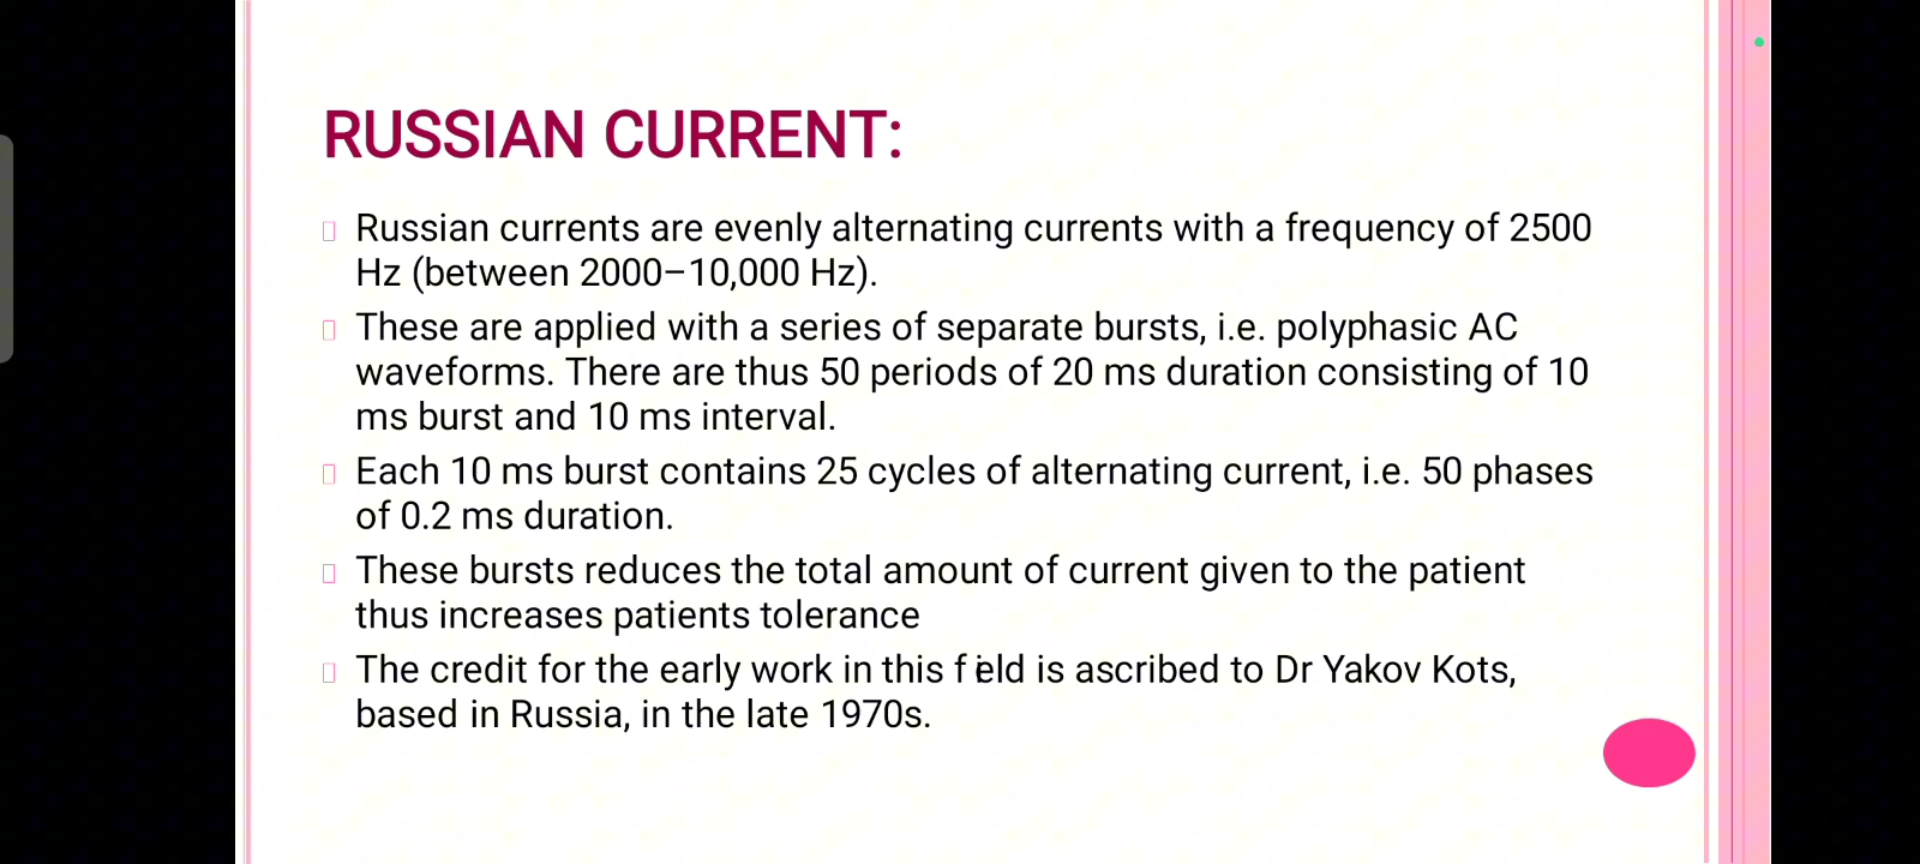 RUSSIAN CURRENT:
Russian currents are evenly alternating currents with a frequency of 2500
Hz (between 2000–10,000 Hz).
These are applied with a series of separate bursts, i.e. polyphasic AC
waveforms. There are thus 50 periods of 20 ms duration consisting of 10
ms burst and 10 ms interval.
Each 10 ms burst contains 25 cycles of alternating current, i.e. 50 phases
of 0.2 ms duration.
These bursts reduces the total amount of current given to the patient
thus increases patients tolerance
The credit for the early work in this field is ascribed to Dr Yakov Kots,
based in Russia, in the late 1970s.